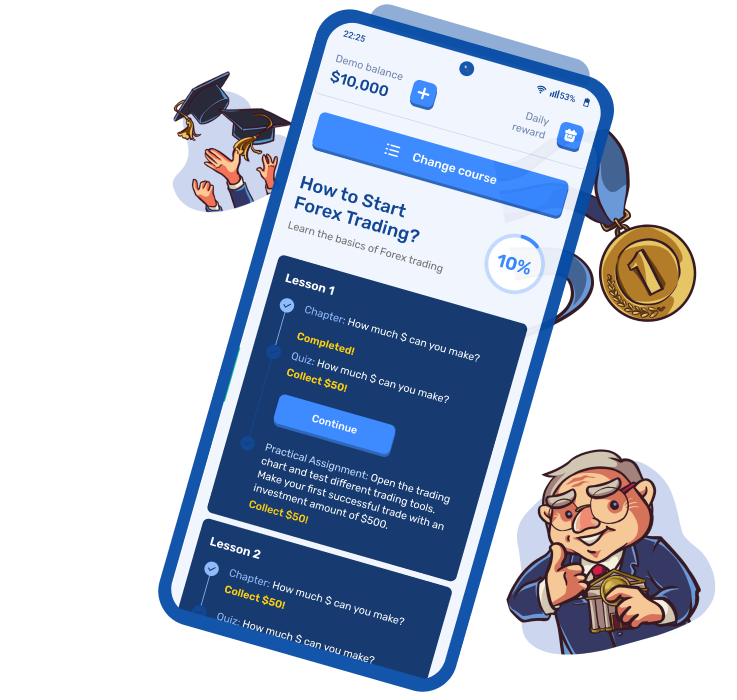 22:25
53%
Demo balance
$10,000
Daily
reward
Change course
How to Start
Forex Trading?
Learn the basics of Forex trading
10%
Lesson 1
Chapter: How much $ can you make?
Completed!
Quiz: How much $ can you make?
Collect $50!
Continue
Practical Assignment: Open the trading
chart and test different trading tools.
Make your first successful trade with an
investment amount of $500.
Collect $50!
Lesson 2
Chapter: How much $ can you make?
Collect $50!
Quiz: How much $ can you make?
1